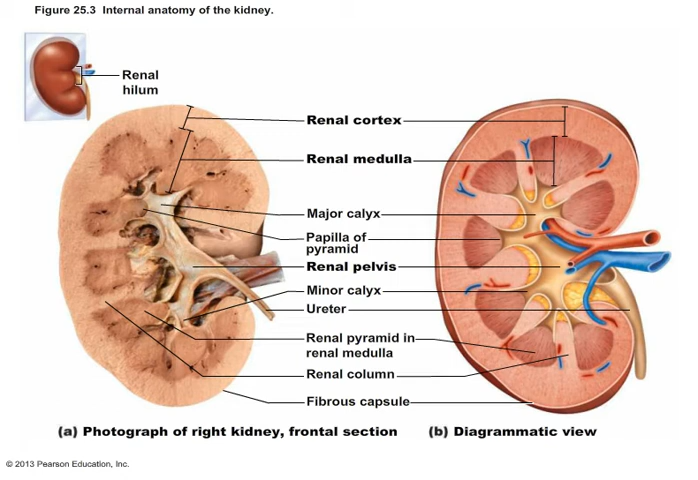 Figure 25.3 Internal anatomy of the kidney.
Renal
hilum
Renal cortex
Renal medulla
Major calyx
Papilla of
pyramid
Renal pelvis
Minor calyx
Ureter
Renal pyramid in
renal medulla
Renal column
Fibrous capsule
(a) Photograph of right kidney, frontal section
(b) Diagrammatic view
© 2013 Pearson Education, Inc.